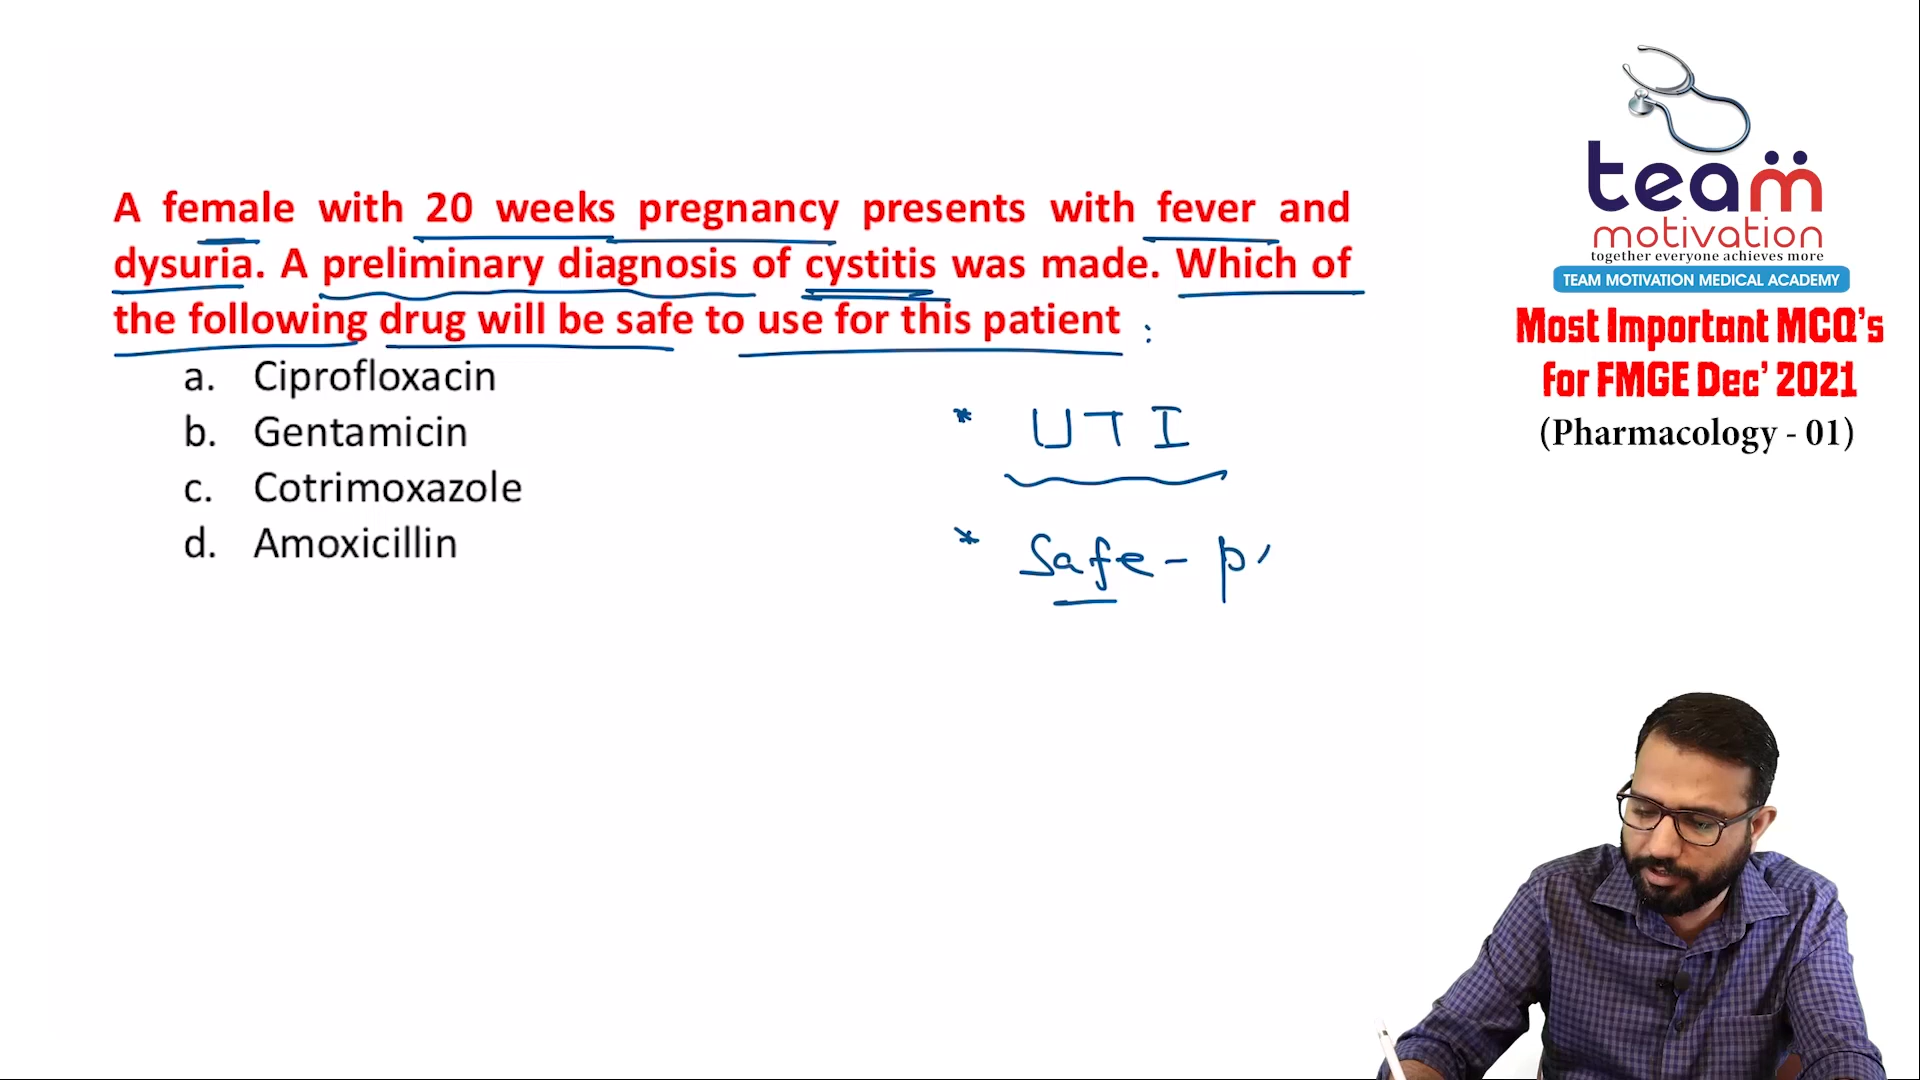 A female with 20 weeks pregnancy presents with fever and
dysuria. A preliminary diagnosis of cystitis was made. Which of
the following drug will be safe to use for this patient :
a. Ciprofloxacin
b. Gentamicin
c. Cotrimoxazole
d. Amoxicillin
* UTI
* Safe - p
team
motivation
together everyone achieves more
TEAM MOTIVATION MEDICAL ACADEMY
Most Important MCQ's
for FMGE Dec' 2021
(Pharmacology - 01)